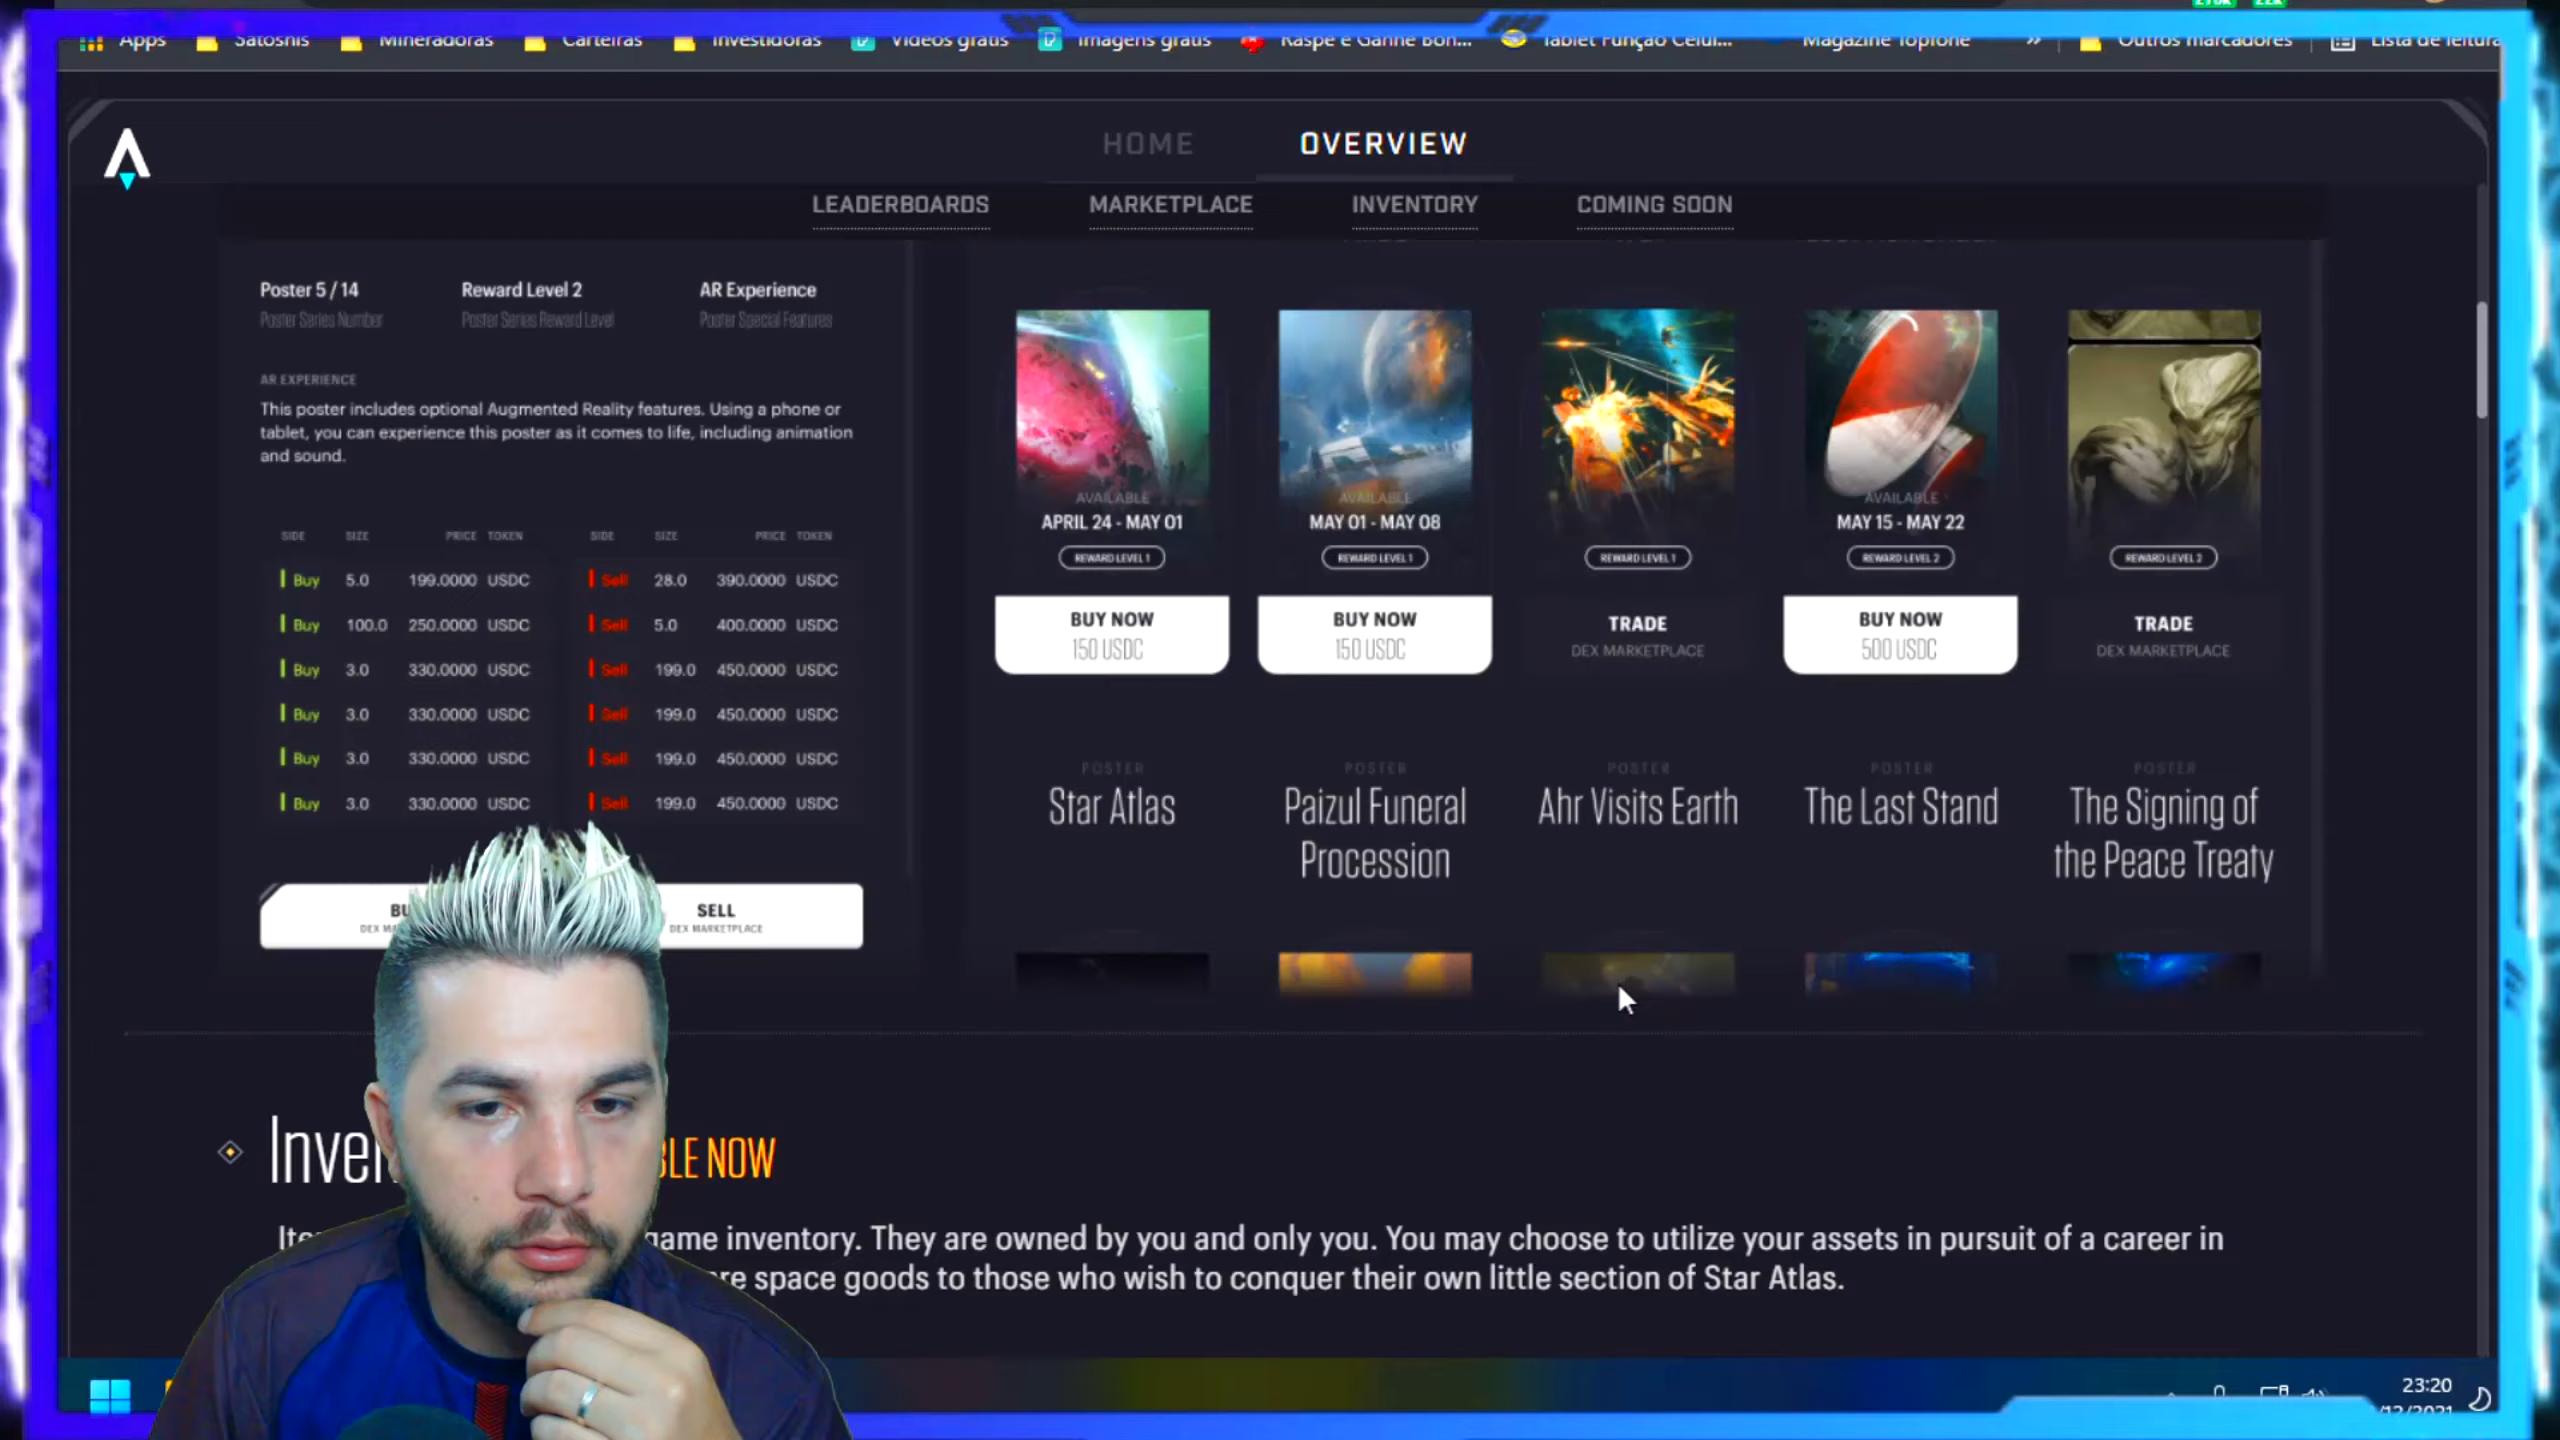 Apps Satoshis Mineradoras Carteiras Investidoras Vídeos grátis Imagens grátis Raspe e Ganhe Bôn... Tablet Função Celul... Magazine Topfone » Outros marcadores Lista de leitura
HOME OVERVIEW
LEADERBOARDS MARKETPLACE INVENTORY COMING SOON
Poster 5 / 14 Reward Level 2 AR Experience
Poster Series Number Poster Series Reward Level Poster Special Features
AR EXPERIENCE
This poster includes optional Augmented Reality features. Using a phone or
tablet, you can experience this poster as it comes to life, including animation
and sound.
SIDE SIZE PRICE TOKEN SIDE SIZE PRICE TOKEN
Buy 5.0 199.0000 USDC Sell 28.0 390.0000 USDC
Buy 100.0 250.0000 USDC Sell 5.0 400.0000 USDC
Buy 3.0 330.0000 USDC Sell 199.0 450.0000 USDC
Buy 3.0 330.0000 USDC Sell 199.0 450.0000 USDC
Buy 3.0 330.0000 USDC Sell 199.0 450.0000 USDC
Buy 3.0 330.0000 USDC Sell 199.0 450.0000 USDC
SELL
DEX MARKETPLACE
AVAILABLE AVAILABLE AVAILABLE
APRIL 24 - MAY 01 MAY 01 - MAY 08 MAY 15 - MAY 22
REWARD LEVEL 1 REWARD LEVEL 1 REWARD LEVEL 1 REWARD LEVEL 2 REWARD LEVEL 2
BUY NOW BUY NOW TRADE BUY NOW TRADE
150 USDC 150 USDC DEX MARKETPLACE 500 USDC DEX MARKETPLACE
POSTER POSTER POSTER POSTER POSTER
Star Atlas Paizul Funeral Ahr Visits Earth The Last Stand The Signing of
Procession the Peace Treaty
BLE NOW
game inventory. They are owned by you and only you. You may choose to utilize your assets in pursuit of a career in
space goods to those who wish to conquer their own little section of Star Atlas.
23:20